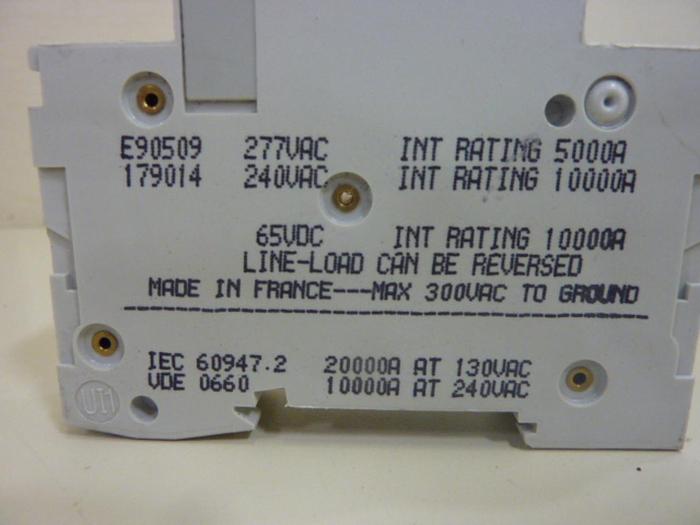 E90509 277VAC INT RATING 5000A
179014 240VAC INT RATING 10000A
65VDC INT RATING 10000A
LINE-LOAD CAN BE REVERSED
MADE IN FRANCE---MAX 300VAC TO GROUND
IEC 60947.2 20000A AT 130VAC
VDE 0660 10000A AT 240VAC